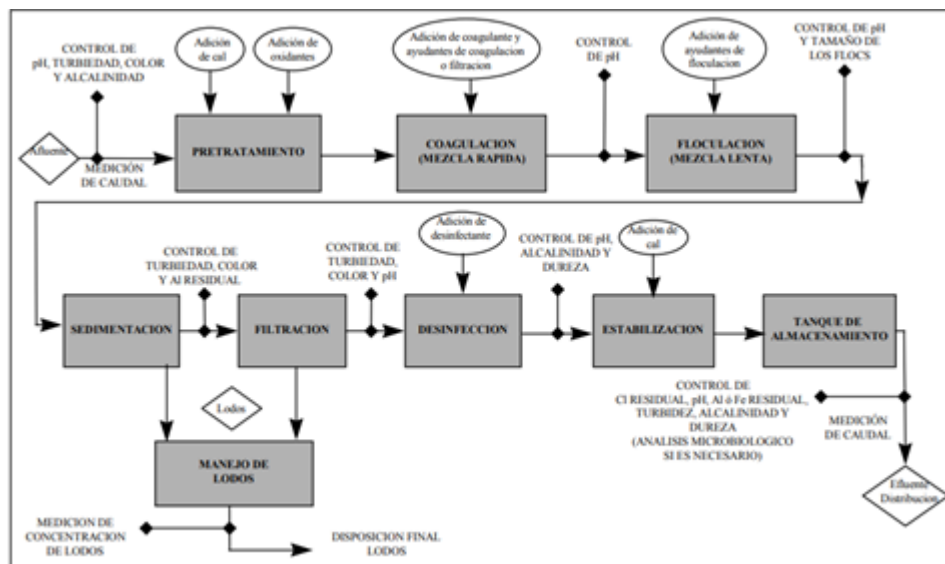 CONTROL DE
pH, TURBIEDAD, COLOR
Y ALCALINIDAD
Adición
de cal
Adición de
oxidantes
Adición de coagulante y
ayudantes de coagulacion
o filtracion
CONTROL
DE pH
Adición de
ayudantes de
floculacion
CONTROL DE pH
Y TAMAÑO DE
LOS FLOCS
Afluente
MEDICIÓN
DE CAUDAL
PRETRATAMIENTO
COAGULACION
(MEZCLA RAPIDA)
FLOCULACION
(MEZCLA LENTA)
CONTROL DE
TURBIEDAD, COLOR
Y Al RESIDUAL
CONTROL DE
TURBIEDAD,
COLOR Y pH
Adición de
desinfectante
CONTROL DE pH,
ALCALINIDAD Y
DUREZA
Adición de
cal
SEDIMENTACION
FILTRACION
DESINFECCION
ESTABILIZACION
TANQUE DE
ALMACENAMIENTO
Lodos
CONTROL DE
Cl RESIDUAL, pH, Al ó Fe RESIDUAL,
TURBIDEZ, ALCALINIDAD Y
DUREZA
(ANALISIS MICROBIOLOGICO
SI ES NECESARIO)
MEDICIÓN
DE CAUDAL
MANEJO DE
LODOS
Efluente
Distribucion
MEDICION DE
CONCENTRACION
DE LODOS
DISPOSICION FINAL
LODOS